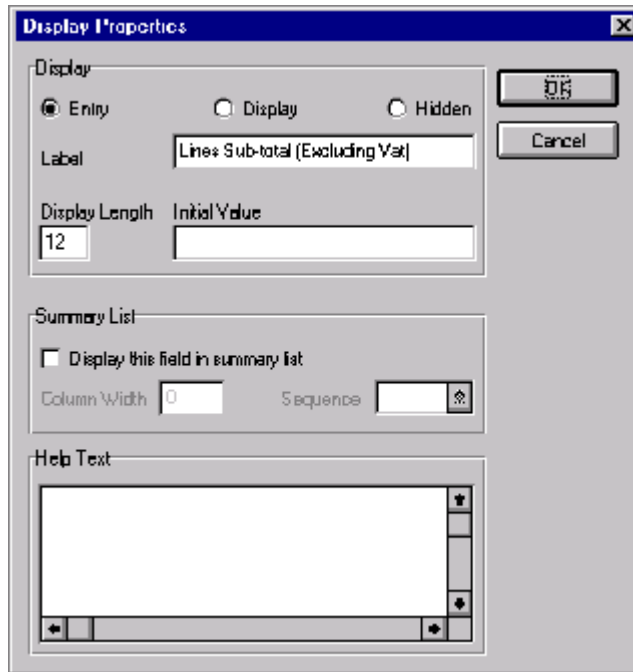 Display Properties
Display
Entry Display Hidden
OK
Label Lines Sub-total (Excluding Vat)
Cancel
Display Length Initial Value
12
Summary List
Display this field in summary list
Column Width 0 Sequence
Help Text